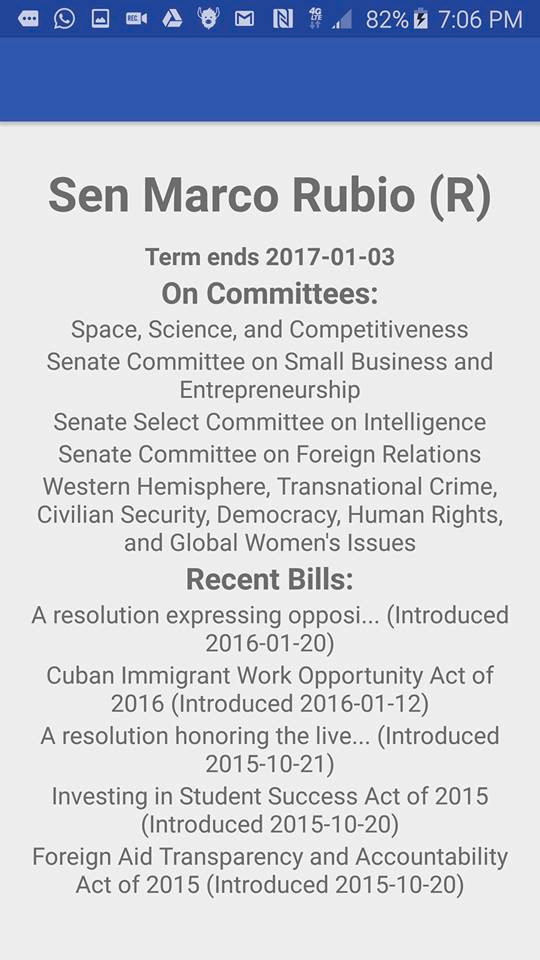 REC 4G LTE 82% 7:06 PM
Sen Marco Rubio (R)
Term ends 2017-01-03
On Committees:
Space, Science, and Competitiveness
Senate Committee on Small Business and
Entrepreneurship
Senate Select Committee on Intelligence
Senate Committee on Foreign Relations
Western Hemisphere, Transnational Crime,
Civilian Security, Democracy, Human Rights,
and Global Women's Issues
Recent Bills:
A resolution expressing opposi... (Introduced
2016-01-20)
Cuban Immigrant Work Opportunity Act of
2016 (Introduced 2016-01-12)
A resolution honoring the live... (Introduced
2015-10-21)
Investing in Student Success Act of 2015
(Introduced 2015-10-20)
Foreign Aid Transparency and Accountability
Act of 2015 (Introduced 2015-10-20)